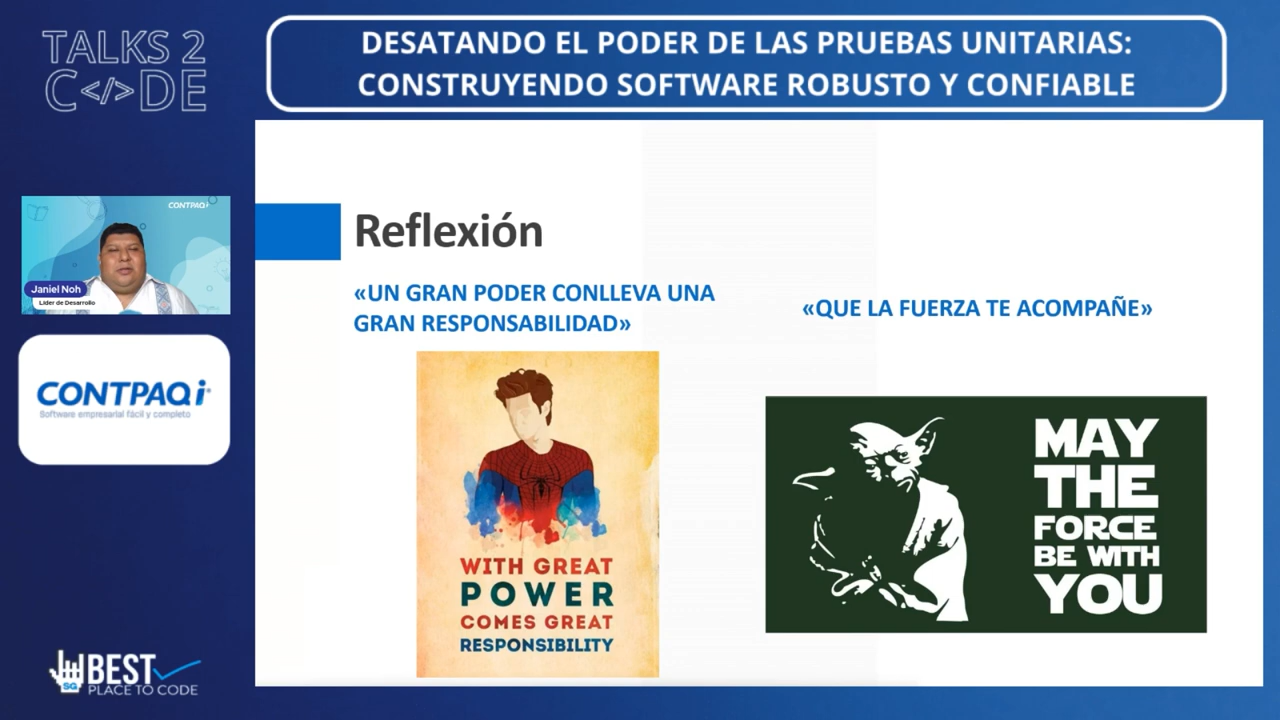 TALKS 2
C</>DE
DESATANDO EL PODER DE LAS PRUEBAS UNITARIAS:
CONSTRUYENDO SOFTWARE ROBUSTO Y CONFIABLE
CONTPAQi
Janiel Noh
Líder de Desarrollo
CONTPAQi®
Software empresarial fácil y completo
SG
BEST
PLACE TO CODE
Reflexión
«UN GRAN PODER CONLLEVA UNA
GRAN RESPONSABILIDAD»
WITH GREAT
POWER
COMES GREAT
RESPONSIBILITY
«QUE LA FUERZA TE ACOMPAÑE»
MAY
THE
FORCE
BE WITH
YOU